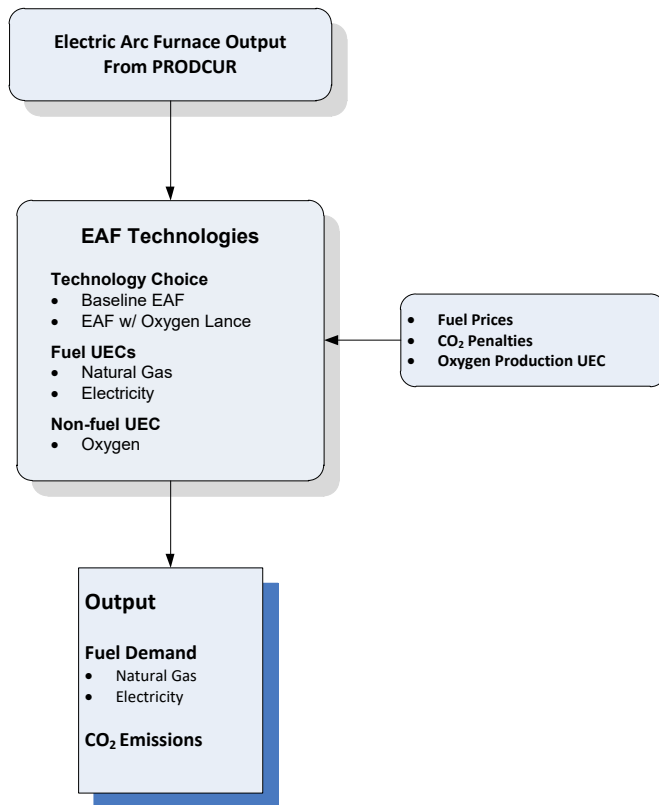 Electric Arc Furnace Output
From PRODCUR
EAF Technologies
Technology Choice
• Baseline EAF
• EAF w/ Oxygen Lance
Fuel UECs
• Natural Gas
• Electricity
Non-fuel UEC
• Oxygen
• Fuel Prices
• CO₂ Penalties
• Oxygen Production UEC
Output
Fuel Demand
• Natural Gas
• Electricity
CO₂ Emissions